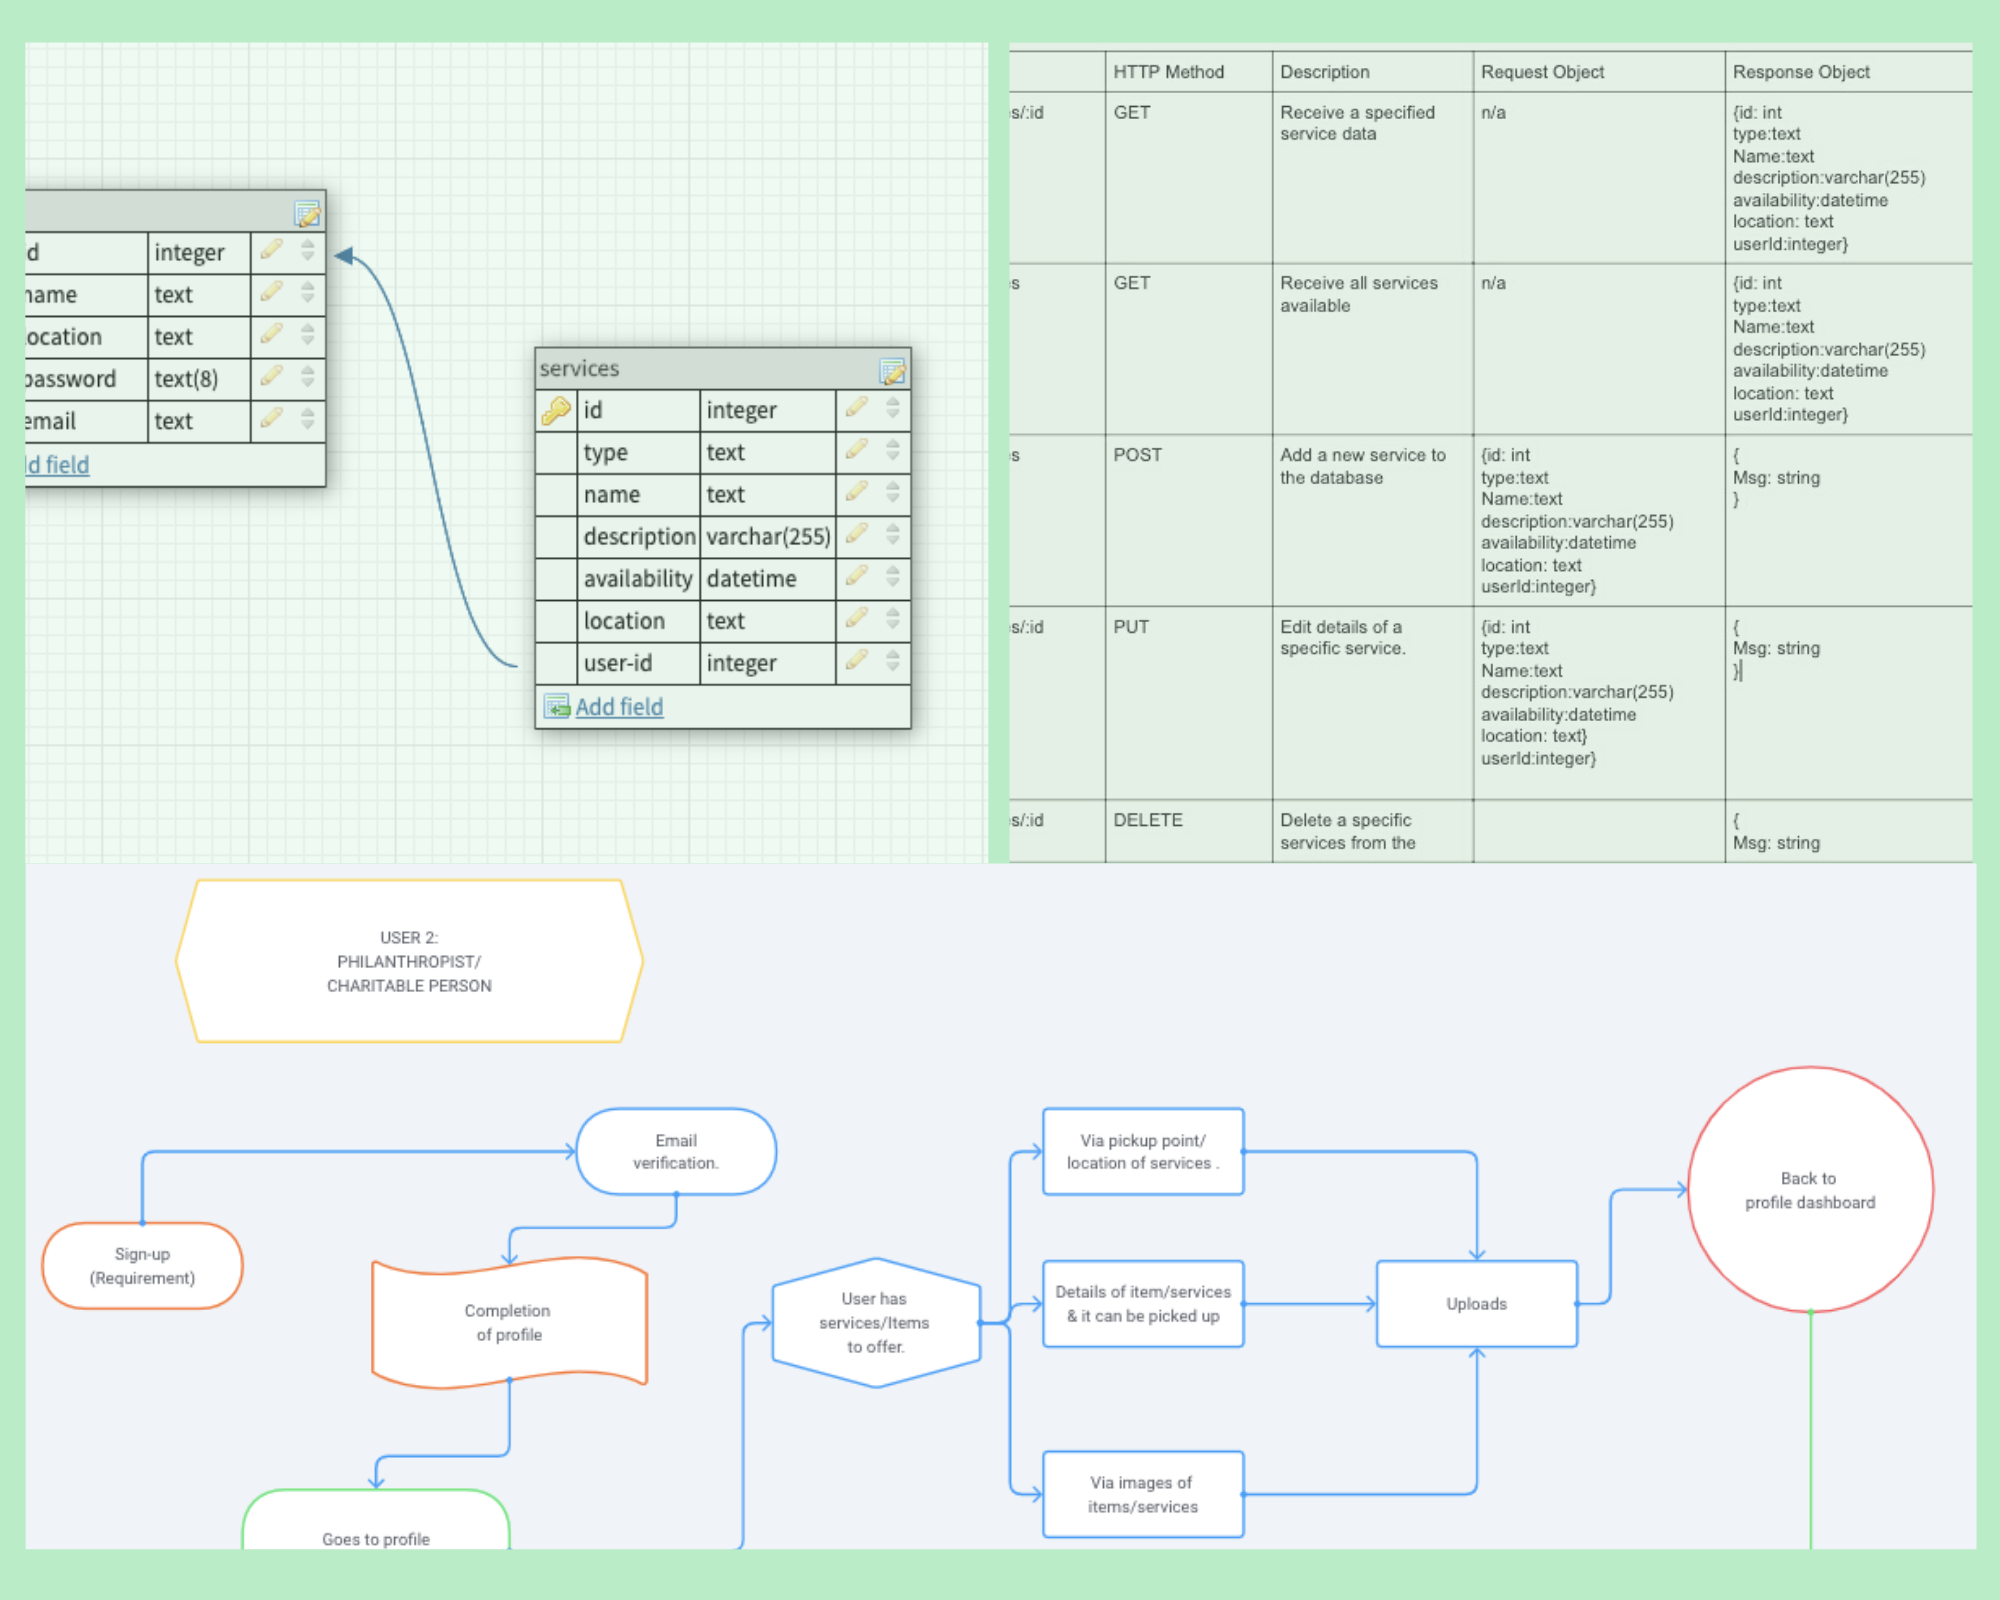 integer
text
text
text(8)
text
services
id integer
type text
name text
description varchar(255)
availability datetime
location text
user-id integer
Add field
d field
HTTP Method Description Request Object Response Object
s/:id GET Receive a specified n/a {id: int
service data type:text
Name:text
description:varchar(255)
availability:datetime
location: text
userId:integer}
s GET Receive all services n/a {id: int
available type:text
Name:text
description:varchar(255)
availability:datetime
location: text
userId:integer}
s POST Add a new service to {id: int {
the database type:text Msg: string
Name:text }
description:varchar(255)
availability:datetime
location: text
userId:integer}
s/:id PUT Edit details of a {id: int {
specific service. type:text Msg: string
Name:text }
description:varchar(255)
availability:datetime
location: text}
userId:integer}
s/:id DELETE Delete a specific {
services from the Msg: string
USER 2:
PHILANTHROPIST/
CHARITABLE PERSON
Sign-up
(Requirement)
Email
verification.
Completion
of profile
Goes to profile
User has
services/Items
to offer.
Via pickup point/
location of services .
Details of item/services
& it can be picked up
Via images of
items/services
Uploads
Back to
profile dashboard